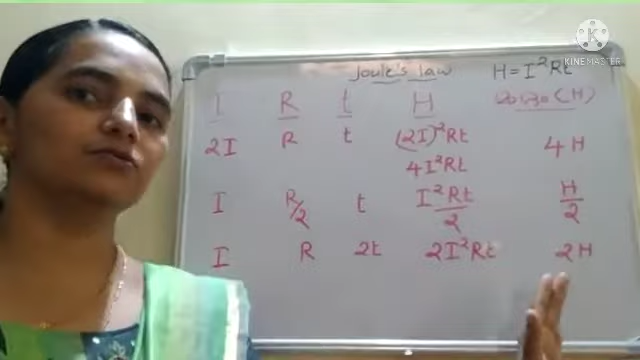 KINEMASTER
Joule's law H = I²Rt
I R t H (H)
2I R t (2I)²Rt 4H
4I²Rt
I R/2 t I²Rt/2 H/2
I R 2t 2I²Rt 2H